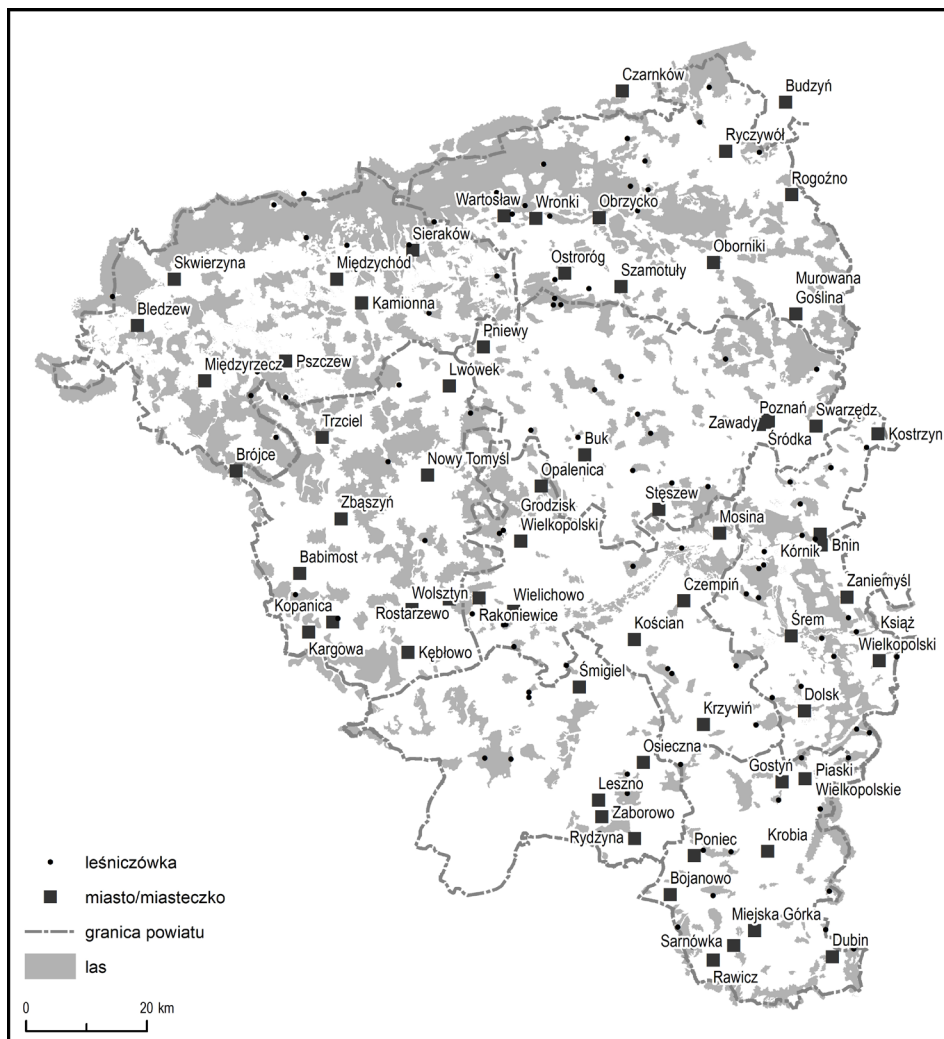 Czarnków
Budzyń
Ryczywół
Rogoźno
Wartosław
Wronki
Obrzycko
Sieraków
Oborniki
Ostroróg
Skwierzyna
Międzychód
Szamotuły
Murowana
Goślina
Kamionna
Bledzew
Pniewy
Międzyrzecz
Pszczew
Lwówek
Poznań
Swarzędz
Zawady
Śródka
Kostrzyn
Trzciel
Buk
Brójce
Nowy Tomyśl
Opalenica
Stęszew
Zbąszyń
Grodzisk
Wielkopolski
Mosina
Kórnik
Bnin
Babimost
Czempiń
Zaniemyśl
Wolsztyn
Wielichowo
Kopanica
Rostarzewo
Rakoniewice
Śrem
Książ
Wielkopolski
Kościan
Kargowa
Kębłowo
Śmigiel
Dolsk
Krzywiń
Osieczna
Gostyń
Piaski
Wielkopolskie
Leszno
Zaborowo
Rydzyna
Poniec
Krobia
Bojanowo
Miejska Górka
Sarnówka
Dubin
Rawicz
leśniczówka
miasto/miasteczko
granica powiatu
las
0 20 km